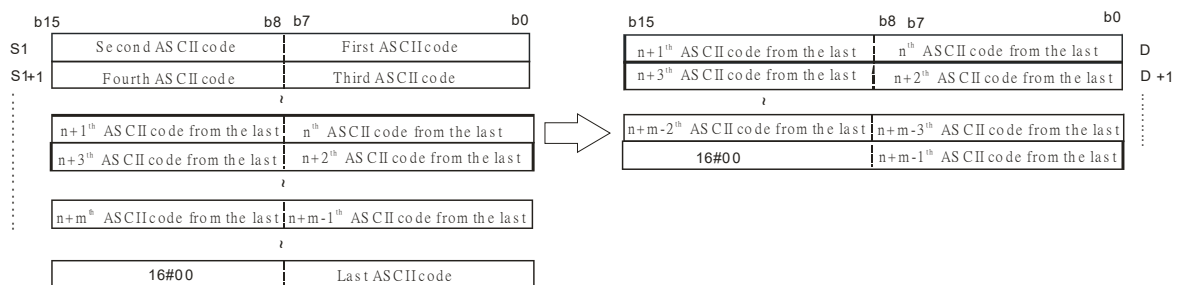 b15 b8 b7 b0
S1 Second ASCII code First ASCII code
S1+1 Fourth ASCII code Third ASCII code
n+1th ASCII code from the last nth ASCII code from the last
n+3th ASCII code from the last n+2th ASCII code from the last
n+mth ASCII code from the last n+m-1th ASCII code from the last
16#00 Last ASCII code
b15 b8 b7 b0
n+1th ASCII code from the last nth ASCII code from the last D
n+3th ASCII code from the last n+2th ASCII code from the last D+1
n+m-2th ASCII code from the last n+m-3th ASCII code from the last
16#00 n+m-1th ASCII code from the last